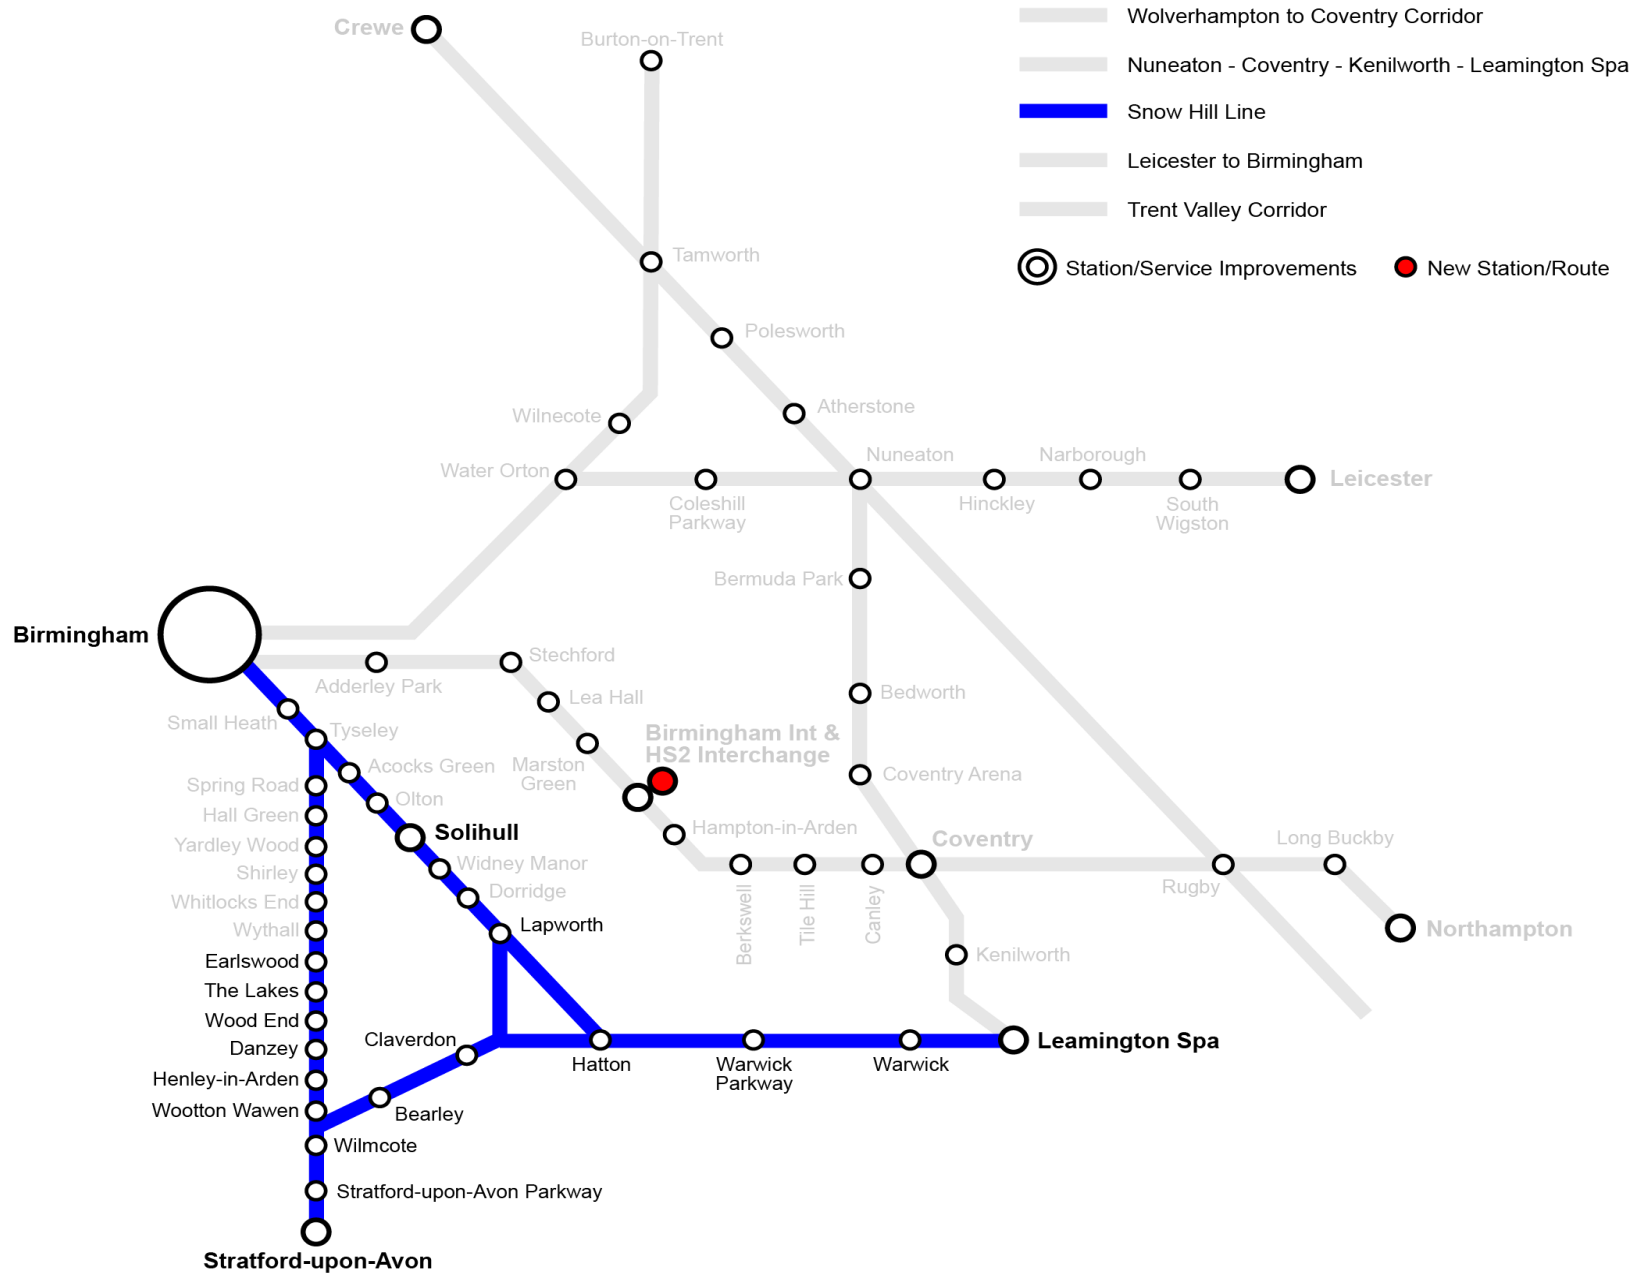 Crewe
Burton-on-Trent
Wolverhampton to Coventry Corridor
Nuneaton - Coventry - Kenilworth - Leamington Spa
Snow Hill Line
Leicester to Birmingham
Trent Valley Corridor
Station/Service Improvements
New Station/Route
Tamworth
Polesworth
Atherstone
Wilnecote
Water Orton
Coleshill
Parkway
Nuneaton
Hinckley
Narborough
South
Wigston
Leicester
Bermuda Park
Birmingham
Adderley Park
Stechford
Lea Hall
Marston
Green
Birmingham Int &
HS2 Interchange
Bedworth
Coventry Arena
Small Heath
Tyseley
Acocks Green
Spring Road
Olton
Hall Green
Solihull
Hampton-in-Arden
Coventry
Long Buckby
Yardley Wood
Widney Manor
Shirley
Dorridge
Whitlocks End
Berkswell
Tile Hill
Canley
Rugby
Northampton
Wythall
Lapworth
Kenilworth
Earlswood
The Lakes
Wood End
Danzey
Claverdon
Hatton
Warwick
Parkway
Warwick
Leamington Spa
Henley-in-Arden
Wootton Wawen
Bearley
Wilmcote
Stratford-upon-Avon Parkway
Stratford-upon-Avon